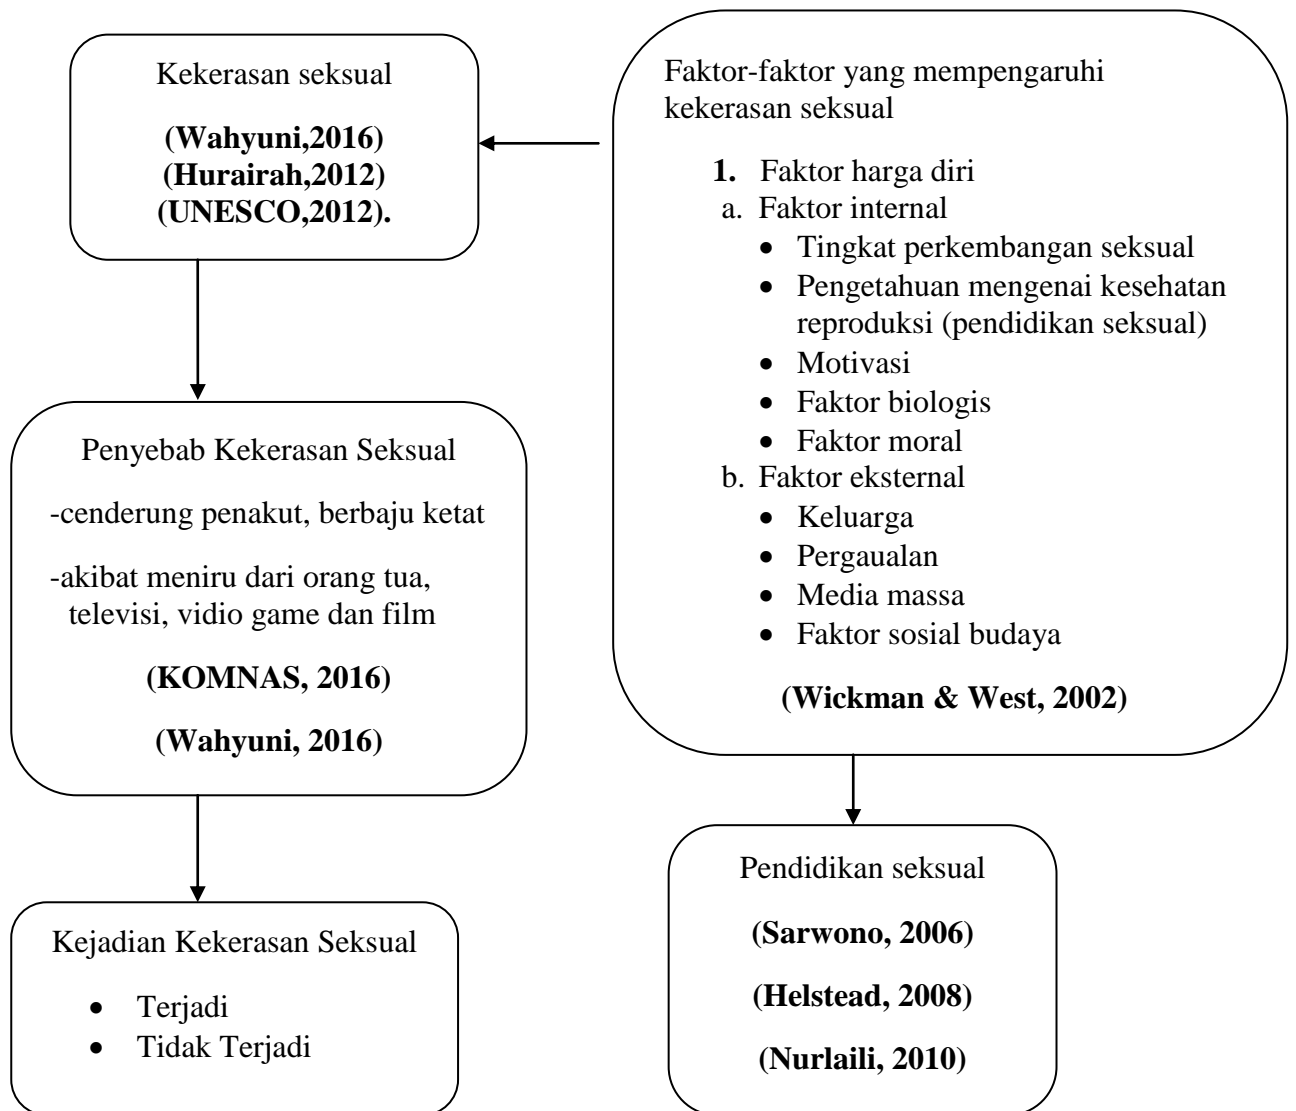 Kekerasan seksual
(Wahyuni,2016)
(Hurairah,2012)
(UNESCO,2012).
Faktor-faktor yang mempengaruhi
kekerasan seksual
1. Faktor harga diri
a. Faktor internal
• Tingkat perkembangan seksual
• Pengetahuan mengenai kesehatan
reproduksi (pendidikan seksual)
• Motivasi
• Faktor biologis
• Faktor moral
b. Faktor eksternal
• Keluarga
• Pergaualan
• Media massa
• Faktor sosial budaya
(Wickman & West, 2002)
Penyebab Kekerasan Seksual
-cenderung penakut, berbaju ketat
-akibat meniru dari orang tua,
televisi, vidio game dan film
(KOMNAS, 2016)
(Wahyuni, 2016)
Kejadian Kekerasan Seksual
• Terjadi
• Tidak Terjadi
Pendidikan seksual
(Sarwono, 2006)
(Helstead, 2008)
(Nurlaili, 2010)